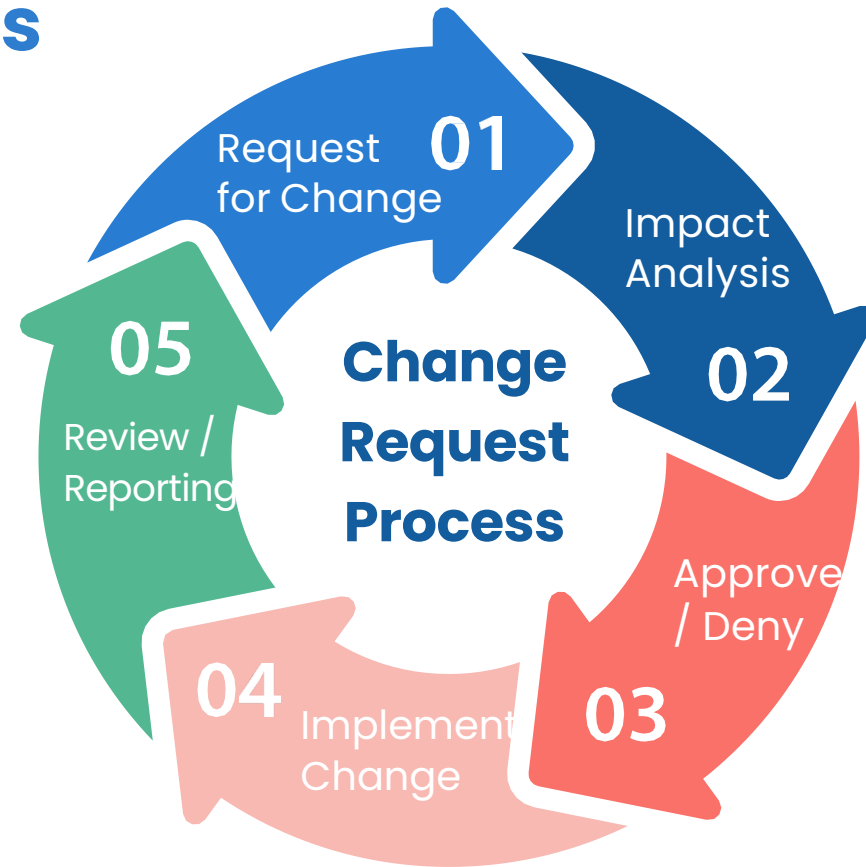 s
01
Request
for Change
Impact
Analysis
02
Approve
/ Deny
03
04
Implement
Change
05
Review /
Reporting
Change
Request
Process